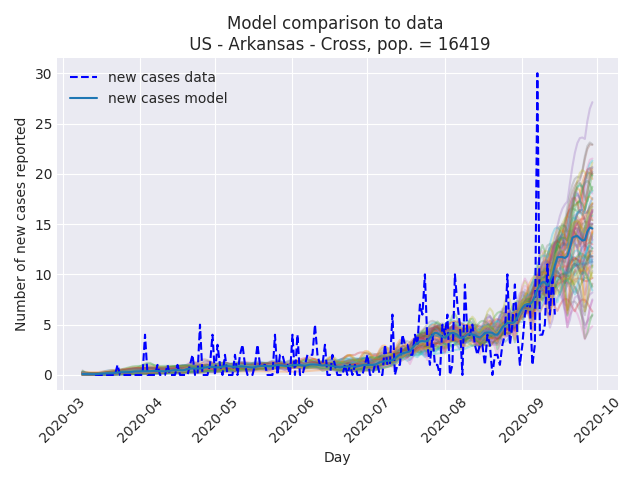 Model comparison to data
US - Arkansas - Cross, pop. = 16419
new cases data
new cases model
Number of new cases reported
30
25
20
15
10
5
0
2020-03
2020-04
2020-05
2020-06
2020-07
2020-08
2020-09
2020-10
Day